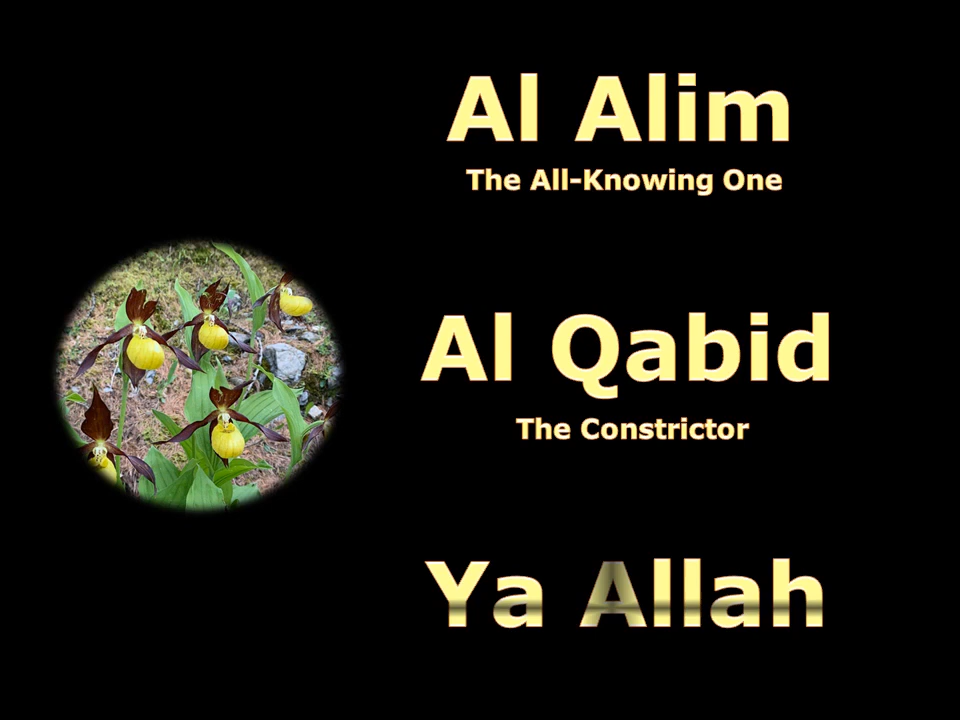 Al Alim
The All-Knowing One
Al Qabid
The Constrictor
Ya Allah